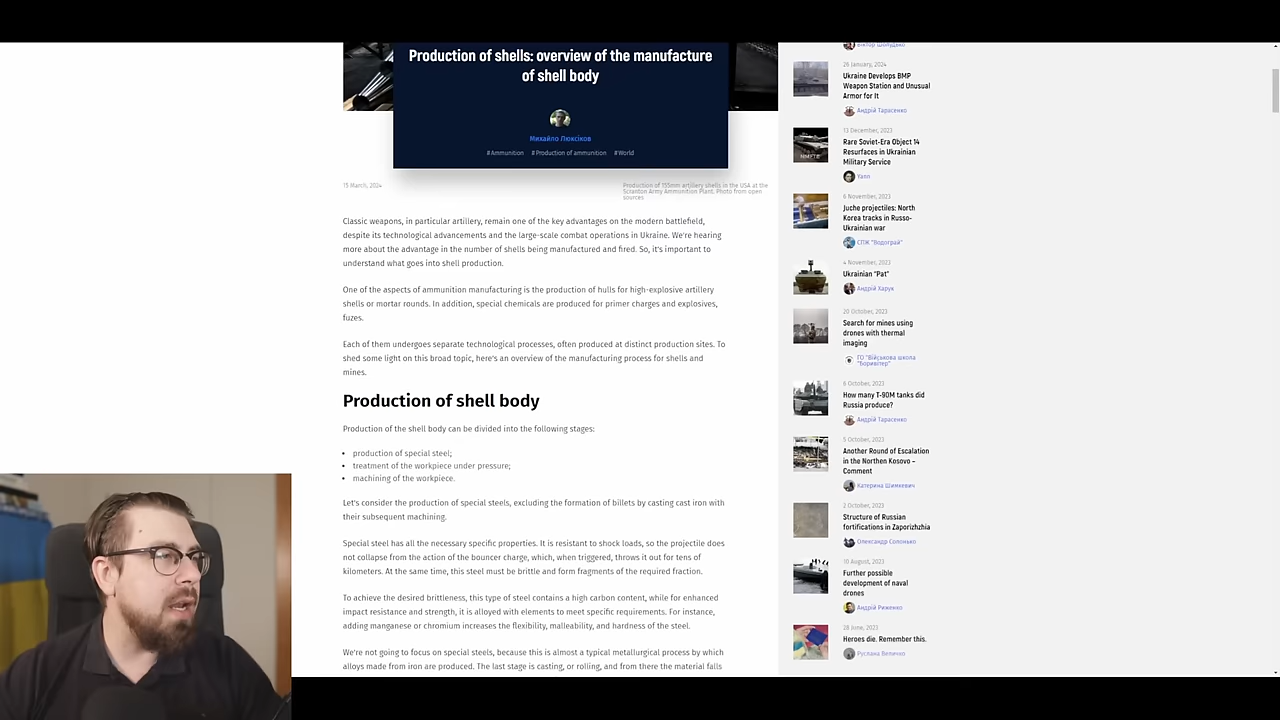 Production of shells: overview of the manufacture
of shell body
Михайло Люксіков
# Ammunition # Production of ammunition # World
15 March, 2024
Production of 155mm artillery shells in the USA at the
Scranton Army Ammunition Plant. Photo from open
sources
Classic weapons, in particular artillery, remain one of the key advantages on the modern battlefield,
despite its technological advancements and the large-scale combat operations in Ukraine. We're hearing
more about the advantage in the number of shells being manufactured and fired. So, it's important to
understand what goes into shell production.
One of the aspects of ammunition manufacturing is the production of hulls for high-explosive artillery
shells or mortar rounds. In addition, special chemicals are produced for primer charges and explosives,
fuzes.
Each of them undergoes separate technological processes, often produced at distinct production sites. To
shed some light on this broad topic, here's an overview of the manufacturing process for shells and
mines.
Production of shell body
Production of the shell body can be divided into the following stages:
• production of special steel;
• treatment of the workpiece under pressure;
• machining of the workpiece.
Let's consider the production of special steels, excluding the formation of billets by casting cast iron with
their subsequent machining.
Special steel has all the necessary specific properties. It is resistant to shock loads, so the projectile does
not collapse from the action of the bouncer charge, which, when triggered, throws it out for tens of
kilometers. At the same time, this steel must be brittle and form fragments of the required fraction.
To achieve the desired brittleness, this type of steel contains a high carbon content, while for enhanced
impact resistance and strength, it is alloyed with elements to meet specific requirements. For instance,
adding manganese or chromium increases the flexibility, malleability, and hardness of the steel.
We're not going to focus on special steels, because this is almost a typical metallurgical process by which
alloys made from iron are produced. The last stage is casting, or rolling, and from there the material falls
26 January, 2024
Ukraine Develops BMP
Weapon Station and Unusual
Armor for It
Андрій Тарасенко
13 December, 2023
Rare Soviet-Era Object 14
Resurfaces in Ukrainian
Military Service
Yann
6 November, 2023
Juche projectiles: North
Korea tracks in Russo-
Ukrainian war
СПЖ "Водограй"
4 November, 2023
Ukrainian "Pat"
Андрій Харук
20 October, 2023
Search for mines using
drones with thermal
imaging
ГО "Військова школа
"Боривітер"
6 October, 2023
How many T-90M tanks did
Russia produce?
Андрій Тарасенко
5 October, 2023
Another Round of Escalation
in the Northen Kosovo –
Comment
Катерина Шимкевич
2 October, 2023
Structure of Russian
fortifications in Zaporizhzhia
Олександр Солонько
10 August, 2023
Further possible
development of naval
drones
Андрій Риженко
28 June, 2023
Heroes die. Remember this.
Руслана Величко